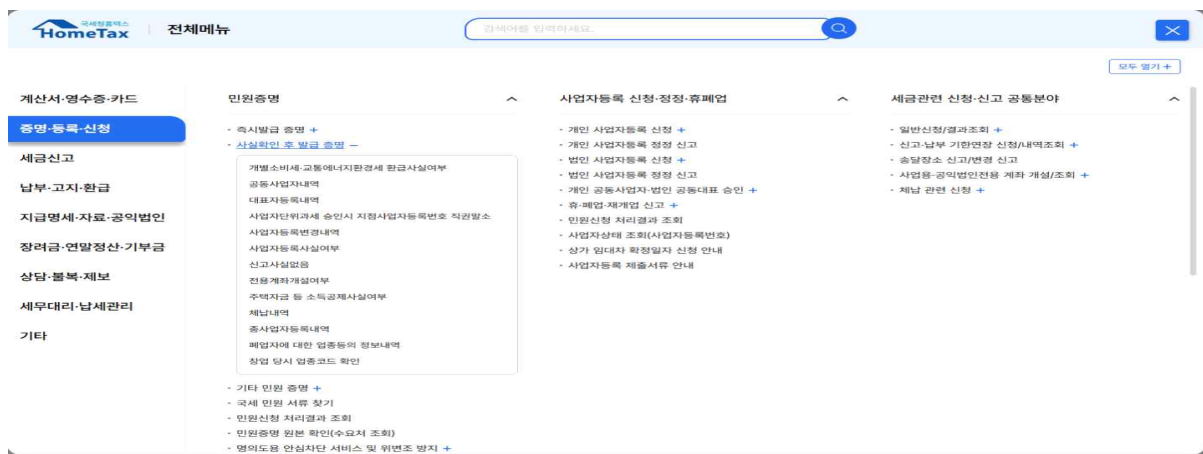 국세청홈택스
HomeTax
전체메뉴
검색어를 입력하세요.
모두 열기 +
계산서·영수증·카드
증명·등록·신청
세금신고
납부·고지·환급
지급명세·자료·공익법인
장려금·연말정산·기부금
상담·불복·제보
세무대리·납세관리
기타
민원증명
- 즉시발급 증명 +
- 사실확인 후 발급 증명 −
개별소비세·교통에너지환경세 환급사실여부
공동사업자내역
대표자등록내역
사업자단위과세 승인시 지점사업자등록번호 직권말소
사업자등록변경내역
사업자등록사실여부
신고사실없음
전용계좌개설여부
주택자금 등 소득공제사실여부
체납내역
종사업자등록내역
폐업자에 대한 업종등의 정보내역
창업 당시 업종코드 확인
- 기타 민원 증명 +
- 국세 민원 서류 찾기
- 민원신청 처리결과 조회
- 민원증명 원본 확인(수요처 조회)
- 명의도용 안심차단 서비스 및 위변조 방지 +
사업자등록 신청·정정·휴폐업
- 개인 사업자등록 신청 +
- 개인 사업자등록 정정 신고
- 법인 사업자등록 신청 +
- 법인 사업자등록 정정 신고
- 개인 공동사업자·법인 공동대표 승인 +
- 휴·폐업·재개업 신고 +
- 민원신청 처리결과 조회
- 사업자상태 조회(사업자등록번호)
- 상가 임대차 확정일자 신청 안내
- 사업자등록 제출서류 안내
세금관련 신청·신고 공통분야
- 일반신청/결과조회 +
- 신고·납부 기한연장 신청/내역조회 +
- 송달장소 신고/변경 신고
- 사업용·공익법인전용 계좌 개설/조회 +
- 체납 관련 신청 +